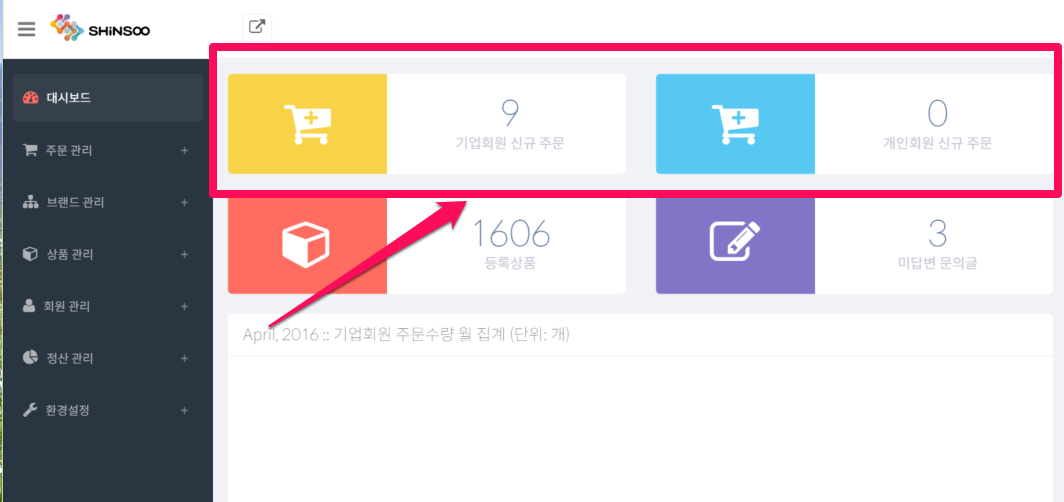 SHINSOO
대시보드
주문 관리 +
브랜드 관리 +
상품 관리 +
회원 관리 +
정산 관리 +
환경설정 +
9
기업회원 신규 주문
0
개인회원 신규 주문
1606
등록상품
3
미답변 문의글
April, 2016 :: 기업회원 주문수량 월 집계 (단위: 개)